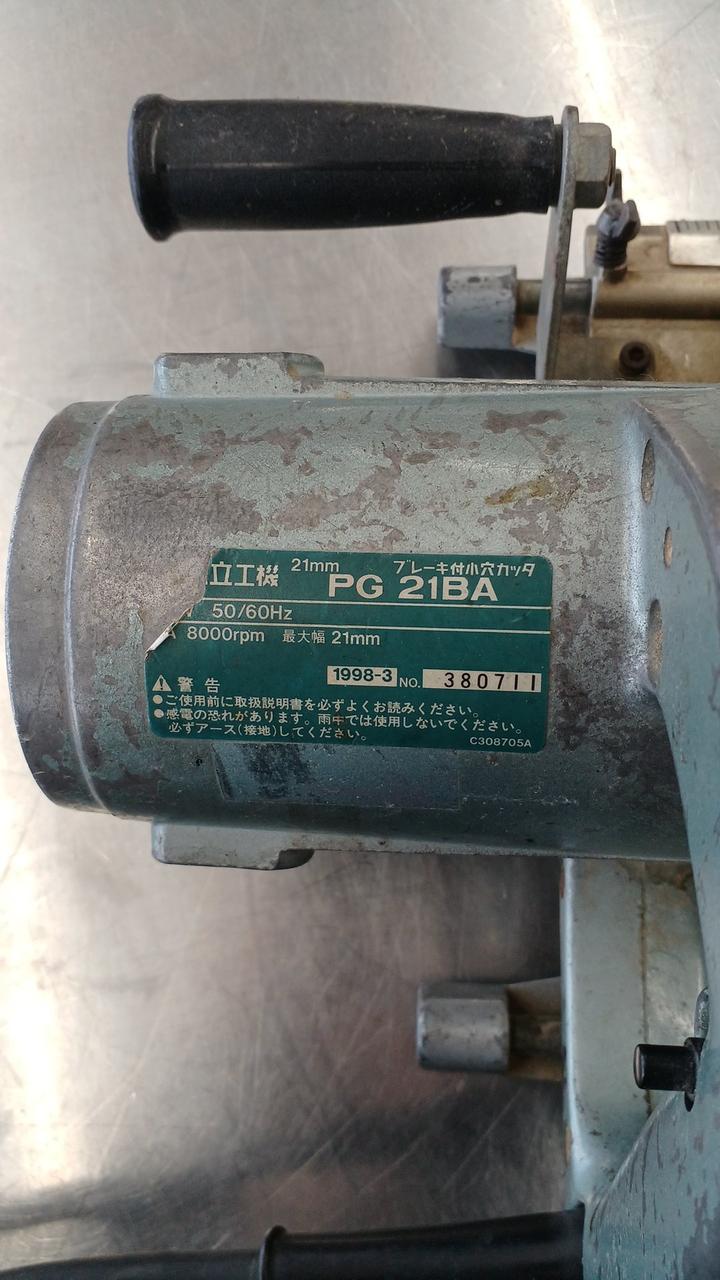 立工機 21mm ブレーキ付小穴カッタ
PG 21BA
50/60Hz
A 8000rpm 最大幅 21mm
1998-3 NO. 380711
⚠警告
●ご使用前に取扱説明書を必ずよくお読みください。
●感電の恐れがあります。雨中では使用しないでください。
必ずアース(接地)してください。
C308705A